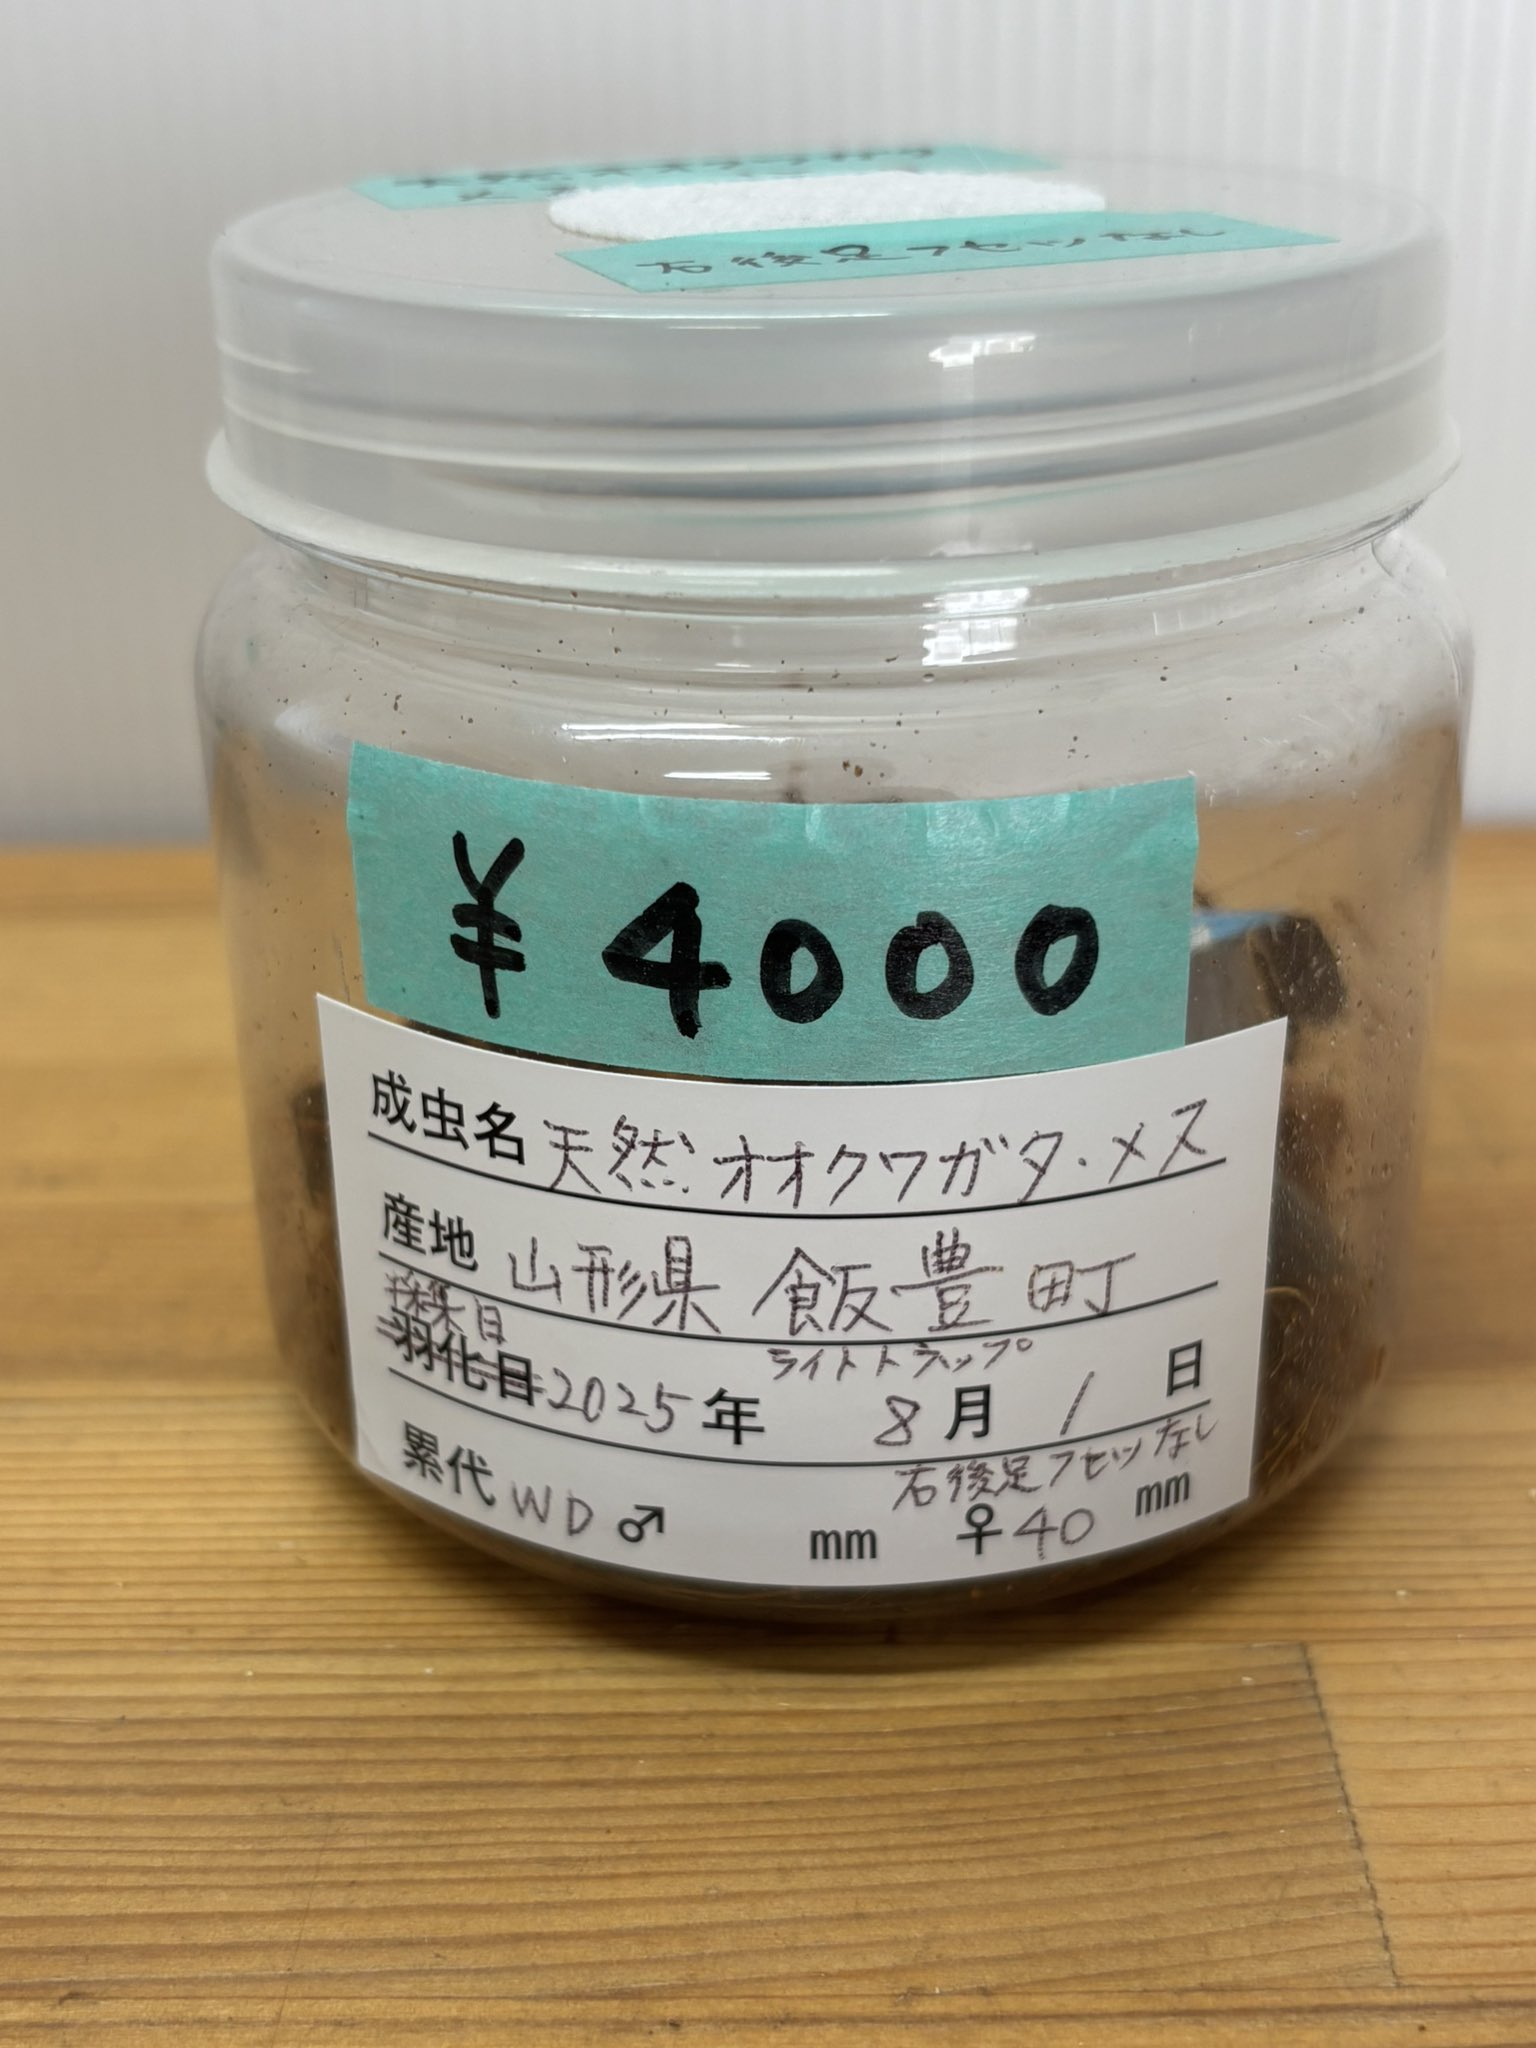 右後足フセツなし
¥4000
成虫名 天然オオクワガタ・メス
産地 山形県 飯豊町
採集日
ライトトラップ
羽化日 2025年 8月 1日
右後足フセツなし
累代 WD ♂ mm ♀40 mm